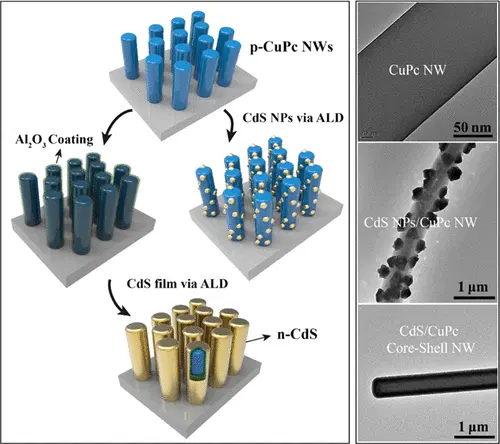 p-CuPc NWs
Al₂O₃ Coating
CdS NPs via ALD
CdS film via ALD
n-CdS
CuPc NW
50 nm
CdS NPs/CuPc NW
1 μm
CdS/CuPc
Core-Shell NW
1 μm